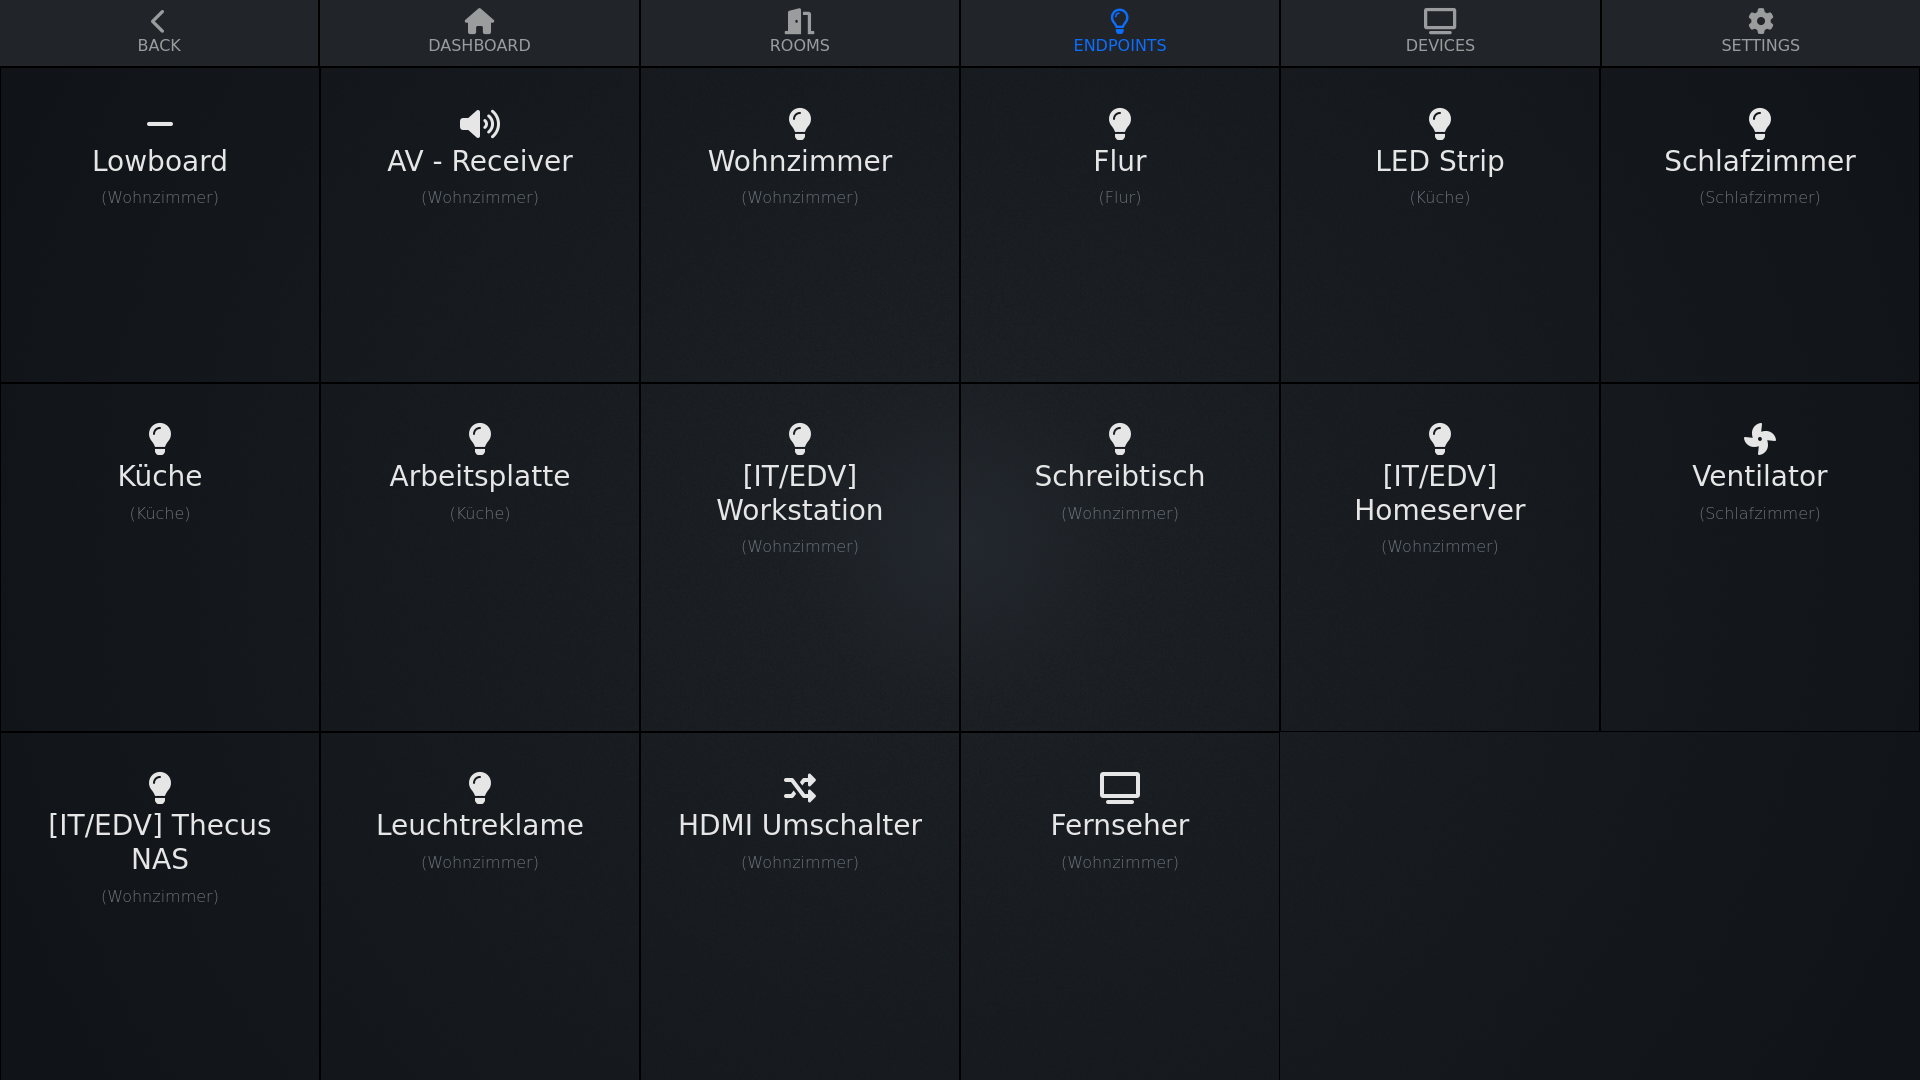 BACK
DASHBOARD
ROOMS
ENDPOINTS
DEVICES
SETTINGS
Lowboard
(Wohnzimmer)
AV - Receiver
(Wohnzimmer)
Wohnzimmer
(Wohnzimmer)
Flur
(Flur)
LED Strip
(Küche)
Schlafzimmer
(Schlafzimmer)
Küche
(Küche)
Arbeitsplatte
(Küche)
[IT/EDV]
Workstation
(Wohnzimmer)
Schreibtisch
(Wohnzimmer)
[IT/EDV]
Homeserver
(Wohnzimmer)
Ventilator
(Schlafzimmer)
[IT/EDV] Thecus
NAS
(Wohnzimmer)
Leuchtreklame
(Wohnzimmer)
HDMI Umschalter
(Wohnzimmer)
Fernseher
(Wohnzimmer)